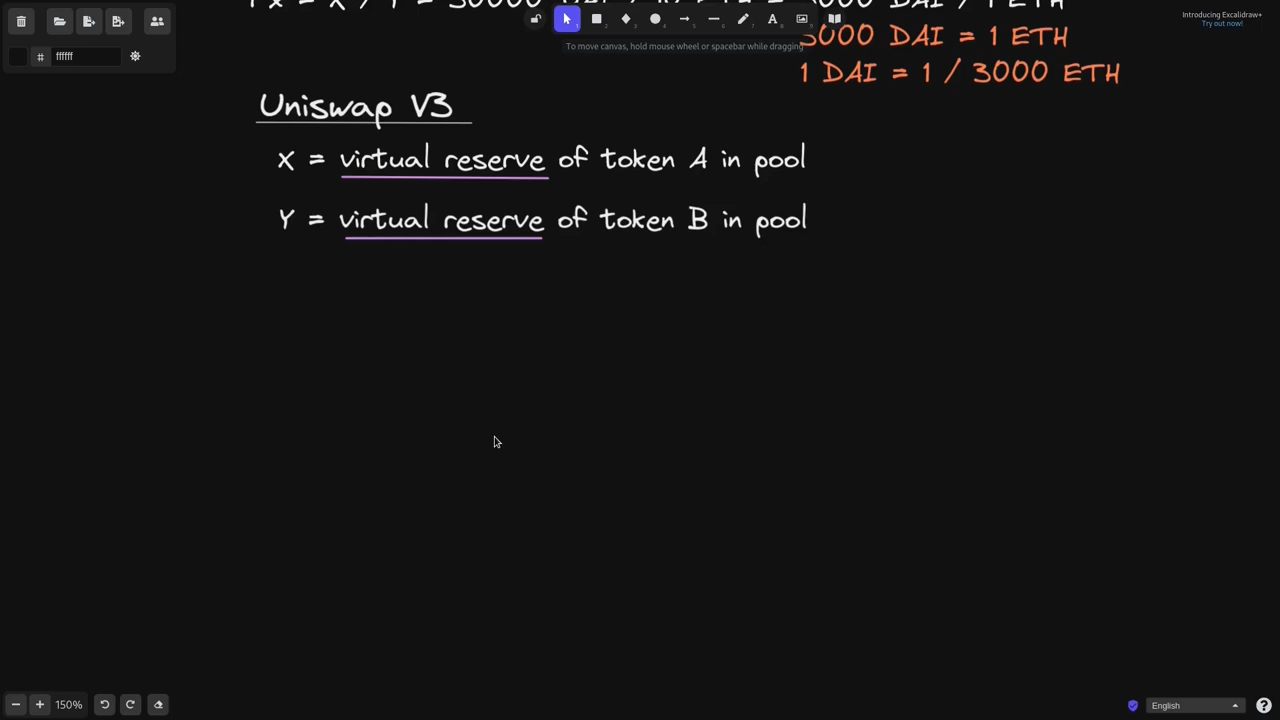 Introducing Excalidraw+
Try out now!
# ffffff
To move canvas, hold mouse wheel or spacebar while dragging
3000 DAI = 1 ETH
1 DAI = 1 / 3000 ETH
Uniswap V3
X = virtual reserve of token A in pool
Y = virtual reserve of token B in pool
150%
English